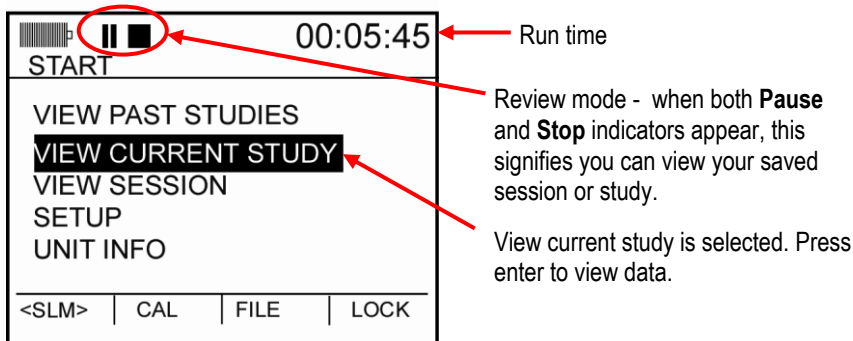 00:05:45
START
VIEW PAST STUDIES
VIEW CURRENT STUDY
VIEW SESSION
SETUP
UNIT INFO
<SLM> CAL FILE LOCK
Run time
Review mode - when both Pause
and Stop indicators appear, this
signifies you can view your saved
session or study.
View current study is selected. Press
enter to view data.